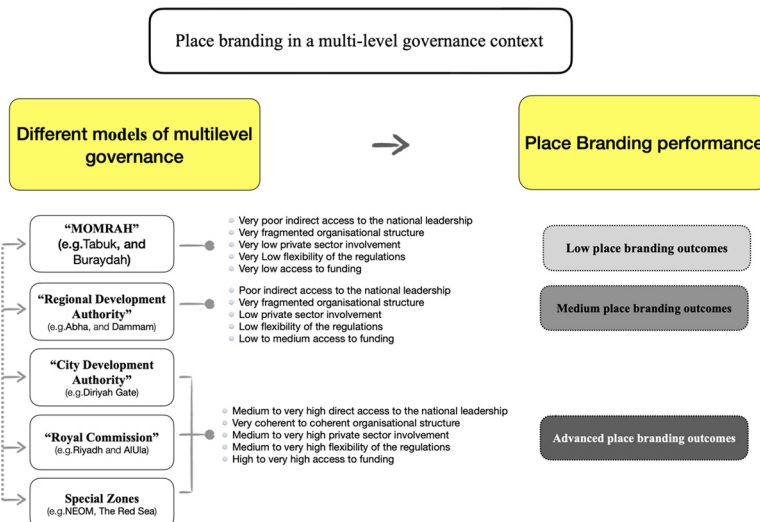 Place branding in a multi-level governance context
Different models of multilevel
governance
Place Branding performance
“MOMRAH”
(e.g.Tabuk, and
Buraydah)
Very poor indirect access to the national leadership
Very fragmented organisational structure
Very low private sector involvement
Very Low flexibility of the regulations
Very low access to funding
Low place branding outcomes
“Regional Development
Authority”
(e.g.Abha, and Dammam)
Poor indirect access to the national leadership
Very fragmented organisational structure
Low private sector involvement
Low flexibility of the regulations
Low to medium access to funding
Medium place branding outcomes
“City Development
Authority”
(e.g.Diriyah Gate)
“Royal Commission”
(e.g.Riyadh and AlUla)
Special Zones
(e.g.NEOM, The Red Sea)
Medium to very high direct access to the national leadership
Very coherent to coherent organisational structure
Medium to very high private sector involvement
Medium to very high flexibility of the regulations
High to very high access to funding
Advanced place branding outcomes